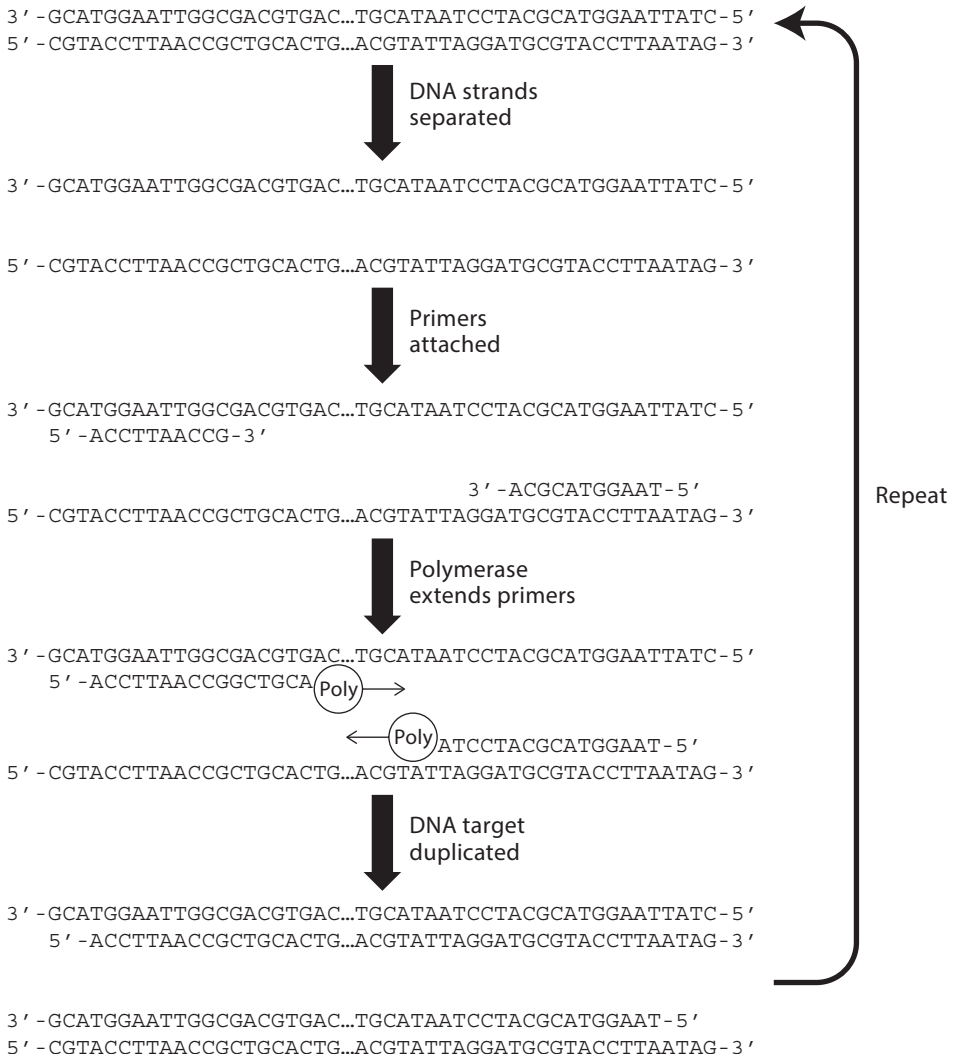 3′-GCATGGAATTGGCGACGTGAC…TGCATAATCCTACGCATGGAATTATC-5′
5′-CGTACCTTAACCGCTGCACTG…ACGTATTAGGATGCGTACCTTAATAG-3′
DNA strands
separated
3′-GCATGGAATTGGCGACGTGAC…TGCATAATCCTACGCATGGAATTATC-5′
5′-CGTACCTTAACCGCTGCACTG…ACGTATTAGGATGCGTACCTTAATAG-3′
Primers
attached
3′-GCATGGAATTGGCGACGTGAC…TGCATAATCCTACGCATGGAATTATC-5′
5′-ACCTTAACCG-3′
3′-ACGCATGGAAT-5′
5′-CGTACCTTAACCGCTGCACTG…ACGTATTAGGATGCGTACCTTAATAG-3′
Repeat
Polymerase
extends primers
3′-GCATGGAATTGGCGACGTGAC…TGCATAATCCTACGCATGGAATTATC-5′
5′-ACCTTAACCGGCTGCA Poly
Poly ATCCTACGCATGGAAT-5′
5′-CGTACCTTAACCGCTGCACTG…ACGTATTAGGATGCGTACCTTAATAG-3′
DNA target
duplicated
3′-GCATGGAATTGGCGACGTGAC…TGCATAATCCTACGCATGGAATTATC-5′
5′-ACCTTAACCGCTGCACTG…ACGTATTAGGATGCGTACCTTAATAG-3′
3′-GCATGGAATTGGCGACGTGAC…TGCATAATCCTACGCATGGAAT-5′
5′-CGTACCTTAACCGCTGCACTG…ACGTATTAGGATGCGTACCTTAATAG-3′